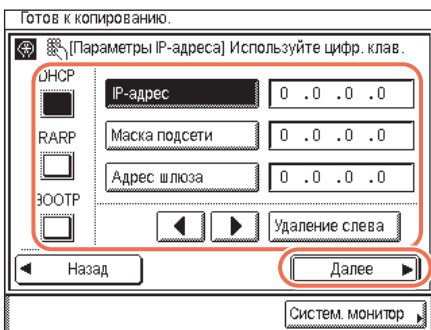 Готов к копированию.
[Параметры IP-адреса] Используйте цифр. клав.
DHCP
IP-адрес 0 .0 .0 .0
RARP Маска подсети 0 .0 .0 .0
Адрес шлюза 0 .0 .0 .0
BOOTP
Удаление слева
Назад Далее
Систем. монитор